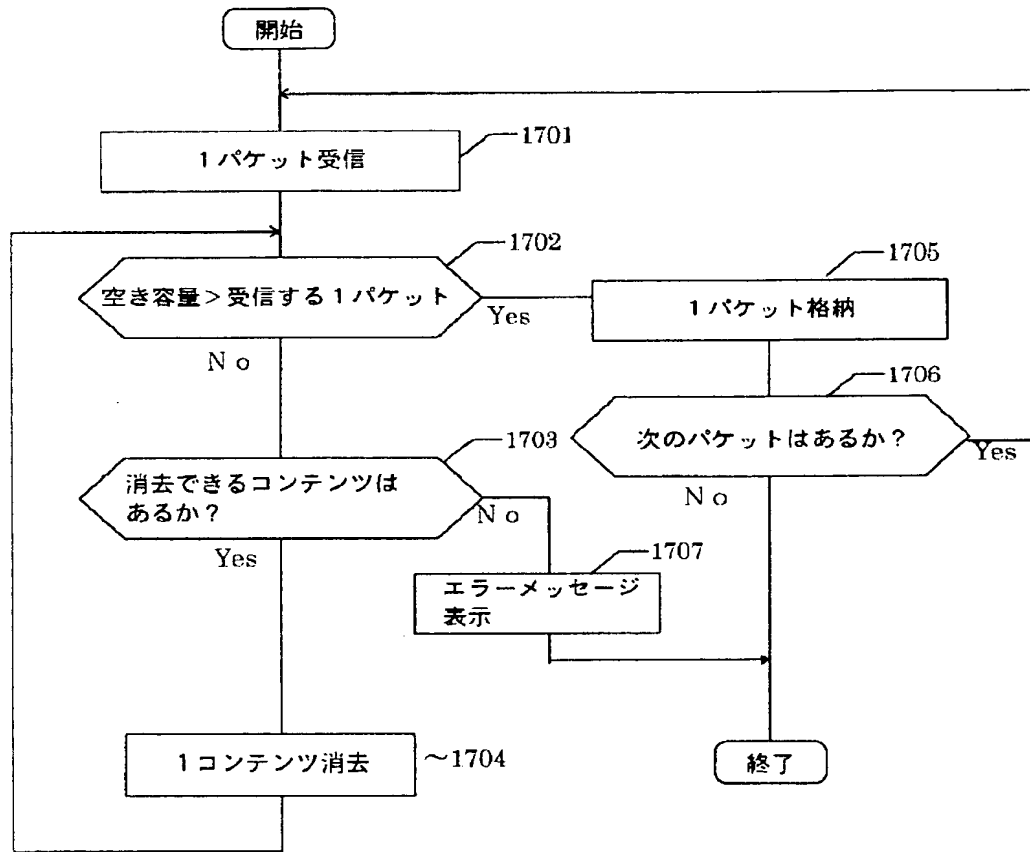 開始
1パケット受信
1701
空き容量＞受信する1パケット
1702
Yes
No
1パケット格納
1705
次のパケットはあるか？
1706
Yes
No
消去できるコンテンツは
あるか？
1703
No
Yes
エラーメッセージ
表示
1707
1コンテンツ消去
～1704
終了